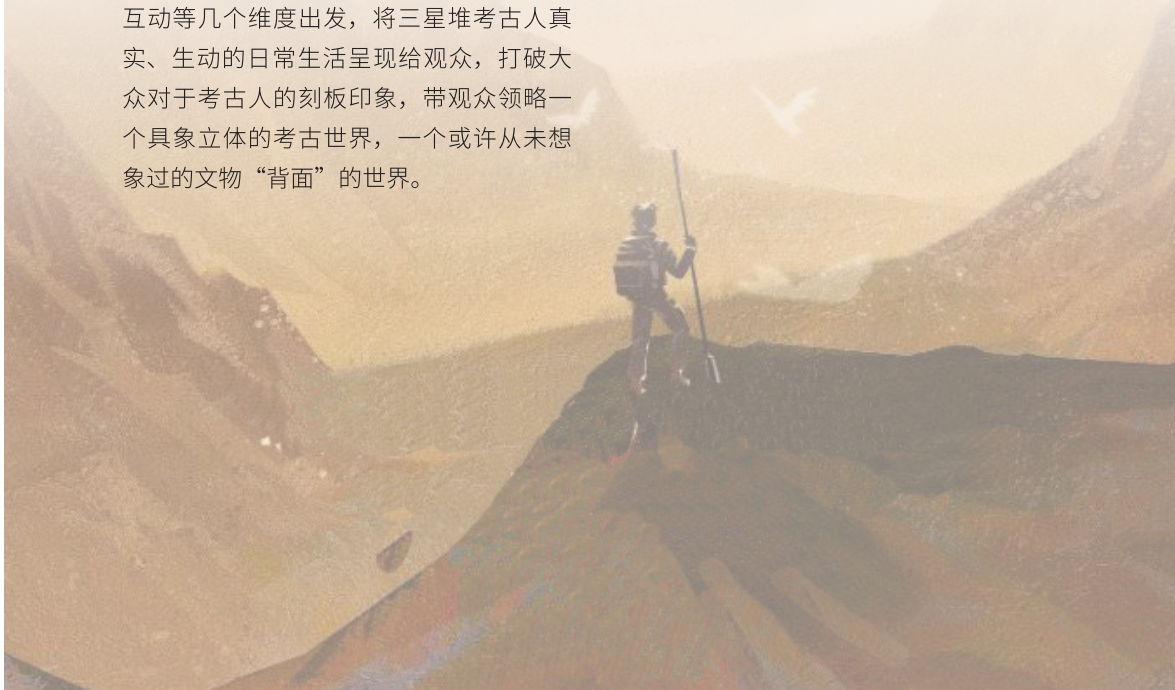 互动等几个维度出发，将三星堆考古人真
实、生动的日常生活呈现给观众，打破大
众对于考古人的刻板印象，带观众领略一
个具象立体的考古世界，一个或许从未想
象过的文物“背面”的世界。